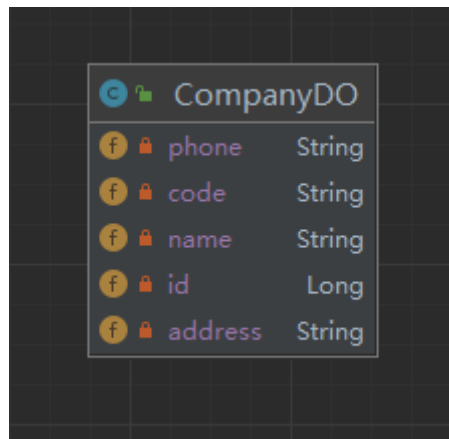 C CompanyDO
f phone String
f code String
f name String
f id Long
f address String